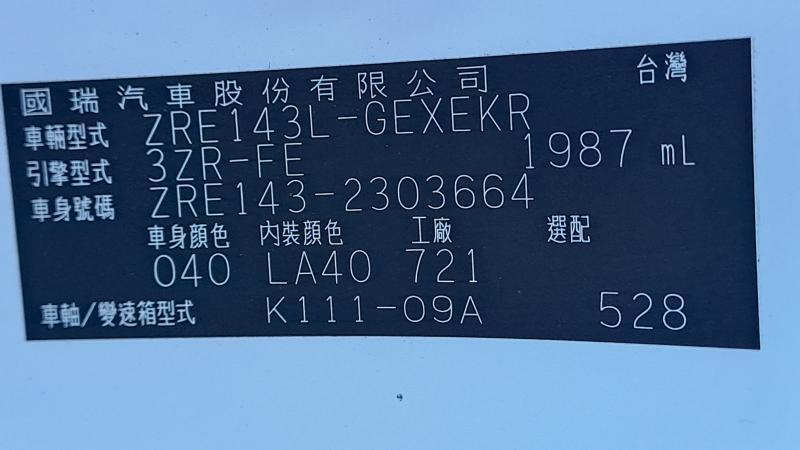 國瑞汽車股份有限公司 台灣
車輛型式 ZRE143L-GEXEKR
引擎型式 3ZR-FE 1987 mL
車身號碼 ZRE143-2303664
車身顏色 內裝顏色 工廠 選配
040 LA40 721
車軸/變速箱型式 K111-09A 528